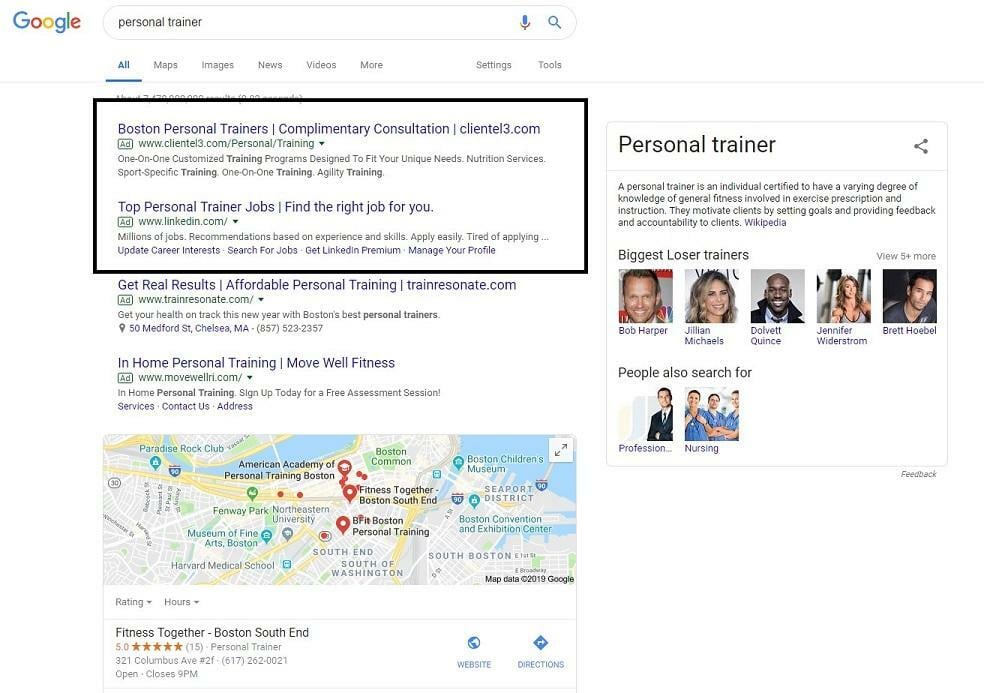 Google
personal trainer
All Maps Images News Videos More Settings Tools
Boston Personal Trainers | Complimentary Consultation | clientel3.com
Ad www.clientel3.com/Personal/Training
One-On-One Customized Training Programs Designed To Fit Your Unique Needs. Nutrition Services.
Sport-Specific Training. One-On-One Training. Agility Training.
Top Personal Trainer Jobs | Find the right job for you.
Ad www.linkedin.com/
Millions of jobs. Recommendations based on experience and skills. Apply easily. Tired of applying ...
Update Career Interests · Search For Jobs · Get LinkedIn Premium · Manage Your Profile
Get Real Results | Affordable Personal Training | trainresonate.com
Ad www.trainresonate.com/
Get your health on track this new year with Boston's best personal trainers.
50 Medford St, Chelsea, MA - (857) 523-2357
In Home Personal Training | Move Well Fitness
Ad www.movewellri.com/
In Home Personal Training. Sign Up Today for a Free Assessment Session!
Services · Contact Us · Address
Paradise Rock Club
American Academy of
Personal Training Boston
Boston
Common
Boston Children's
Museum
Fitness Together -
Boston South End
SEAPORT
DISTRICT
Fenway Park
Northeastern
University
BFit Boston
Personal Training
Boston Convention
and Exhibition Center
Museum of Fine
Arts, Boston
SOUTH END
SOUTH OF
WASHINGTON
SOUTH BOSTON
E 1st St
E Broadway
Harvard Medical School
90
90
90
30
Map data ©2019 Google
Rating Hours
Fitness Together - Boston South End
5.0 (15) · Personal Trainer
321 Columbus Ave #2f · (617) 262-0021
Open · Closes 9PM
WEBSITE DIRECTIONS
Personal trainer
A personal trainer is an individual certified to have a varying degree of
knowledge of general fitness involved in exercise prescription and
instruction. They motivate clients by setting goals and providing feedback
and accountability to clients. Wikipedia
Biggest Loser trainers View 5+ more
Bob Harper
Jillian
Michaels
Dolvett
Quince
Jennifer
Widerstrom
Brett Hoebel
People also search for
Profession... Nursing
Feedback